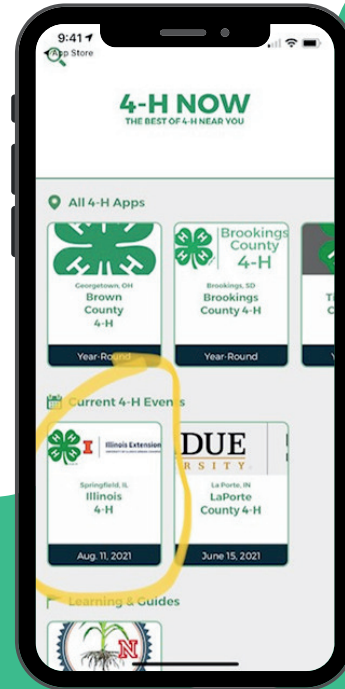 9:41
App Store
4-H NOW
THE BEST OF 4-H NEAR YOU
All 4-H Apps
H H H H
Georgetown, OH
Brown
County
4-H
Year-Round
H H H H
Brookings
County
4-H
Brookings, SD
Brookings
County 4-H
Year-Round
Current 4-H Events
H H H H
I
Illinois Extension
Springfield, IL
Illinois
4-H
Aug. 11, 2021
DUE
RSITY
La Porte, IN
LaPorte
County 4-H
June 15, 2021
Learning & Guides
N